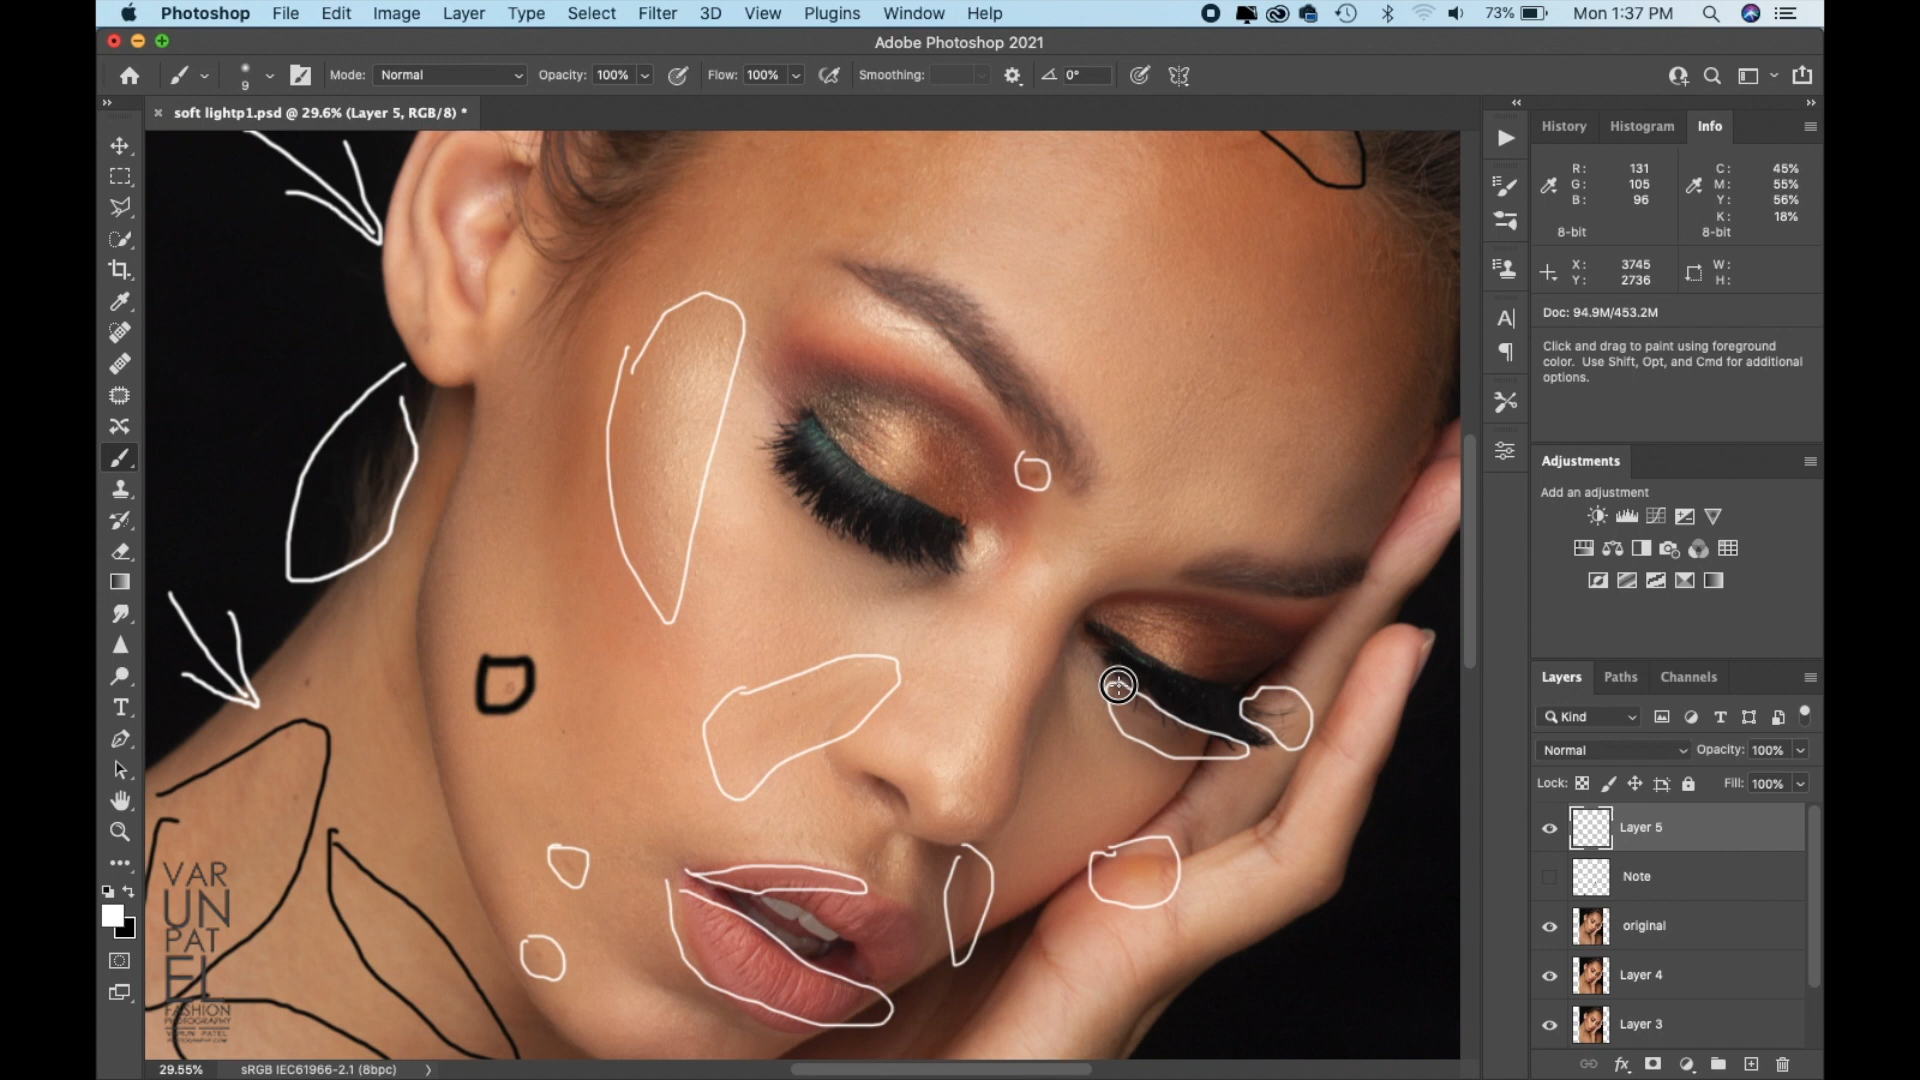 Photoshop File Edit Image Layer Type Select Filter 3D View Plugins Window Help 73% Mon 1:37 PM
Adobe Photoshop 2021
9 Mode: Normal Opacity: 100% Flow: 100% Smoothing: 0°
soft lightp1.psd @ 29.6% (Layer 5, RGB/8) *
History Histogram Info
R: 131 C: 45%
G: 105 M: 55%
B: 96 Y: 56%
K: 18%
8-bit 8-bit
X: 3745 W:
Y: 2736 H:
Doc: 94.9M/453.2M
Click and drag to paint using foreground
color. Use Shift, Opt, and Cmd for additional
options.
Adjustments
Add an adjustment
Layers Paths Channels
Kind
Normal Opacity: 100%
Lock: Fill: 100%
Layer 5
Note
original
Layer 4
Layer 3
VAR
UN
PAT
EL
FASHION
PHOTOGRAPHY
VARUN PATEL
29.55% sRGB IEC61966-2.1 (8bpc)